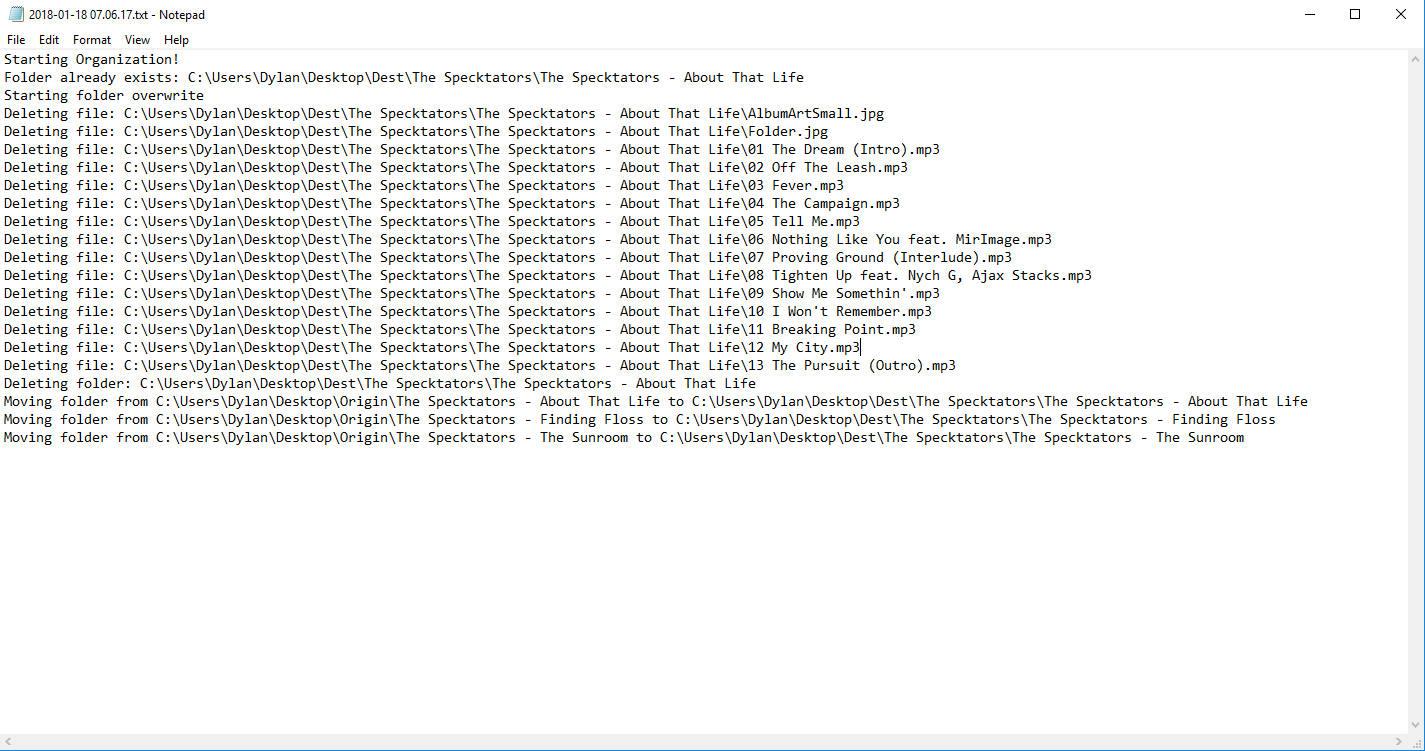 2018-01-18 07.06.17.txt - Notepad
File Edit Format View Help
Starting Organization!
Folder already exists: C:\Users\Dylan\Desktop\Dest\The Specktators\The Specktators - About That Life
Starting folder overwrite
Deleting file: C:\Users\Dylan\Desktop\Dest\The Specktators\The Specktators - About That Life\AlbumArtSmall.jpg
Deleting file: C:\Users\Dylan\Desktop\Dest\The Specktators\The Specktators - About That Life\Folder.jpg
Deleting file: C:\Users\Dylan\Desktop\Dest\The Specktators\The Specktators - About That Life\01 The Dream (Intro).mp3
Deleting file: C:\Users\Dylan\Desktop\Dest\The Specktators\The Specktators - About That Life\02 Off The Leash.mp3
Deleting file: C:\Users\Dylan\Desktop\Dest\The Specktators\The Specktators - About That Life\03 Fever.mp3
Deleting file: C:\Users\Dylan\Desktop\Dest\The Specktators\The Specktators - About That Life\04 The Campaign.mp3
Deleting file: C:\Users\Dylan\Desktop\Dest\The Specktators\The Specktators - About That Life\05 Tell Me.mp3
Deleting file: C:\Users\Dylan\Desktop\Dest\The Specktators\The Specktators - About That Life\06 Nothing Like You feat. MirImage.mp3
Deleting file: C:\Users\Dylan\Desktop\Dest\The Specktators\The Specktators - About That Life\07 Proving Ground (Interlude).mp3
Deleting file: C:\Users\Dylan\Desktop\Dest\The Specktators\The Specktators - About That Life\08 Tighten Up feat. Nych G, Ajax Stacks.mp3
Deleting file: C:\Users\Dylan\Desktop\Dest\The Specktators\The Specktators - About That Life\09 Show Me Somethin'.mp3
Deleting file: C:\Users\Dylan\Desktop\Dest\The Specktators\The Specktators - About That Life\10 I Won't Remember.mp3
Deleting file: C:\Users\Dylan\Desktop\Dest\The Specktators\The Specktators - About That Life\11 Breaking Point.mp3
Deleting file: C:\Users\Dylan\Desktop\Dest\The Specktators\The Specktators - About That Life\12 My City.mp3
Deleting file: C:\Users\Dylan\Desktop\Dest\The Specktators\The Specktators - About That Life\13 The Pursuit (Outro).mp3
Deleting folder: C:\Users\Dylan\Desktop\Dest\The Specktators\The Specktators - About That Life
Moving folder from C:\Users\Dylan\Desktop\Origin\The Specktators - About That Life to C:\Users\Dylan\Desktop\Dest\The Specktators\The Specktators - About That Life
Moving folder from C:\Users\Dylan\Desktop\Origin\The Specktators - Finding Floss to C:\Users\Dylan\Desktop\Dest\The Specktators\The Specktators - Finding Floss
Moving folder from C:\Users\Dylan\Desktop\Origin\The Specktators - The Sunroom to C:\Users\Dylan\Desktop\Dest\The Specktators\The Specktators - The Sunroom